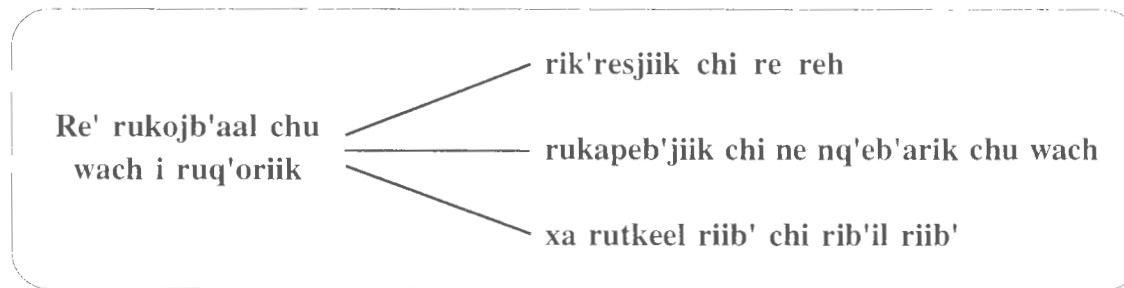 Re' rukojb'aal chu
wach i ruq'oriik
rik'resjiik chi re reh
rukapeb'jiik chi ne nq'eb'arik chu wach
xa rutkeel riib' chi rib'il riib'